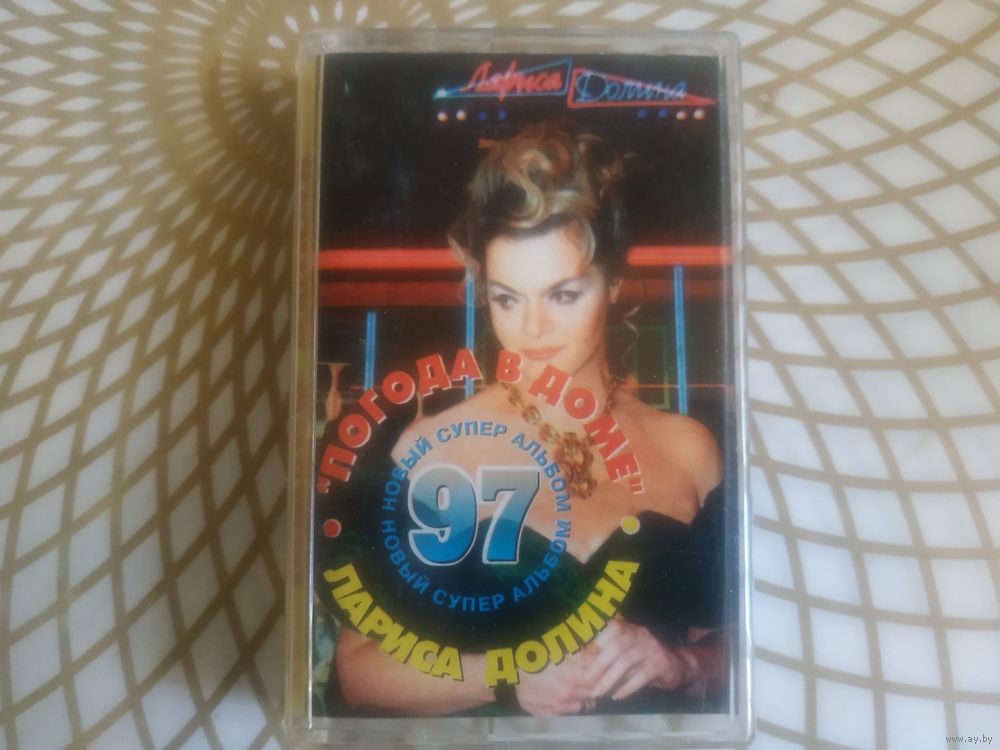 Лариса Долина
"ПОГОДА В ДОМЕ"
НОВЫЙ СУПЕР АЛЬБОМ
97
НОВЫЙ СУПЕР АЛЬБОМ
ЛАРИСА ДОЛИНА
www.ay.by